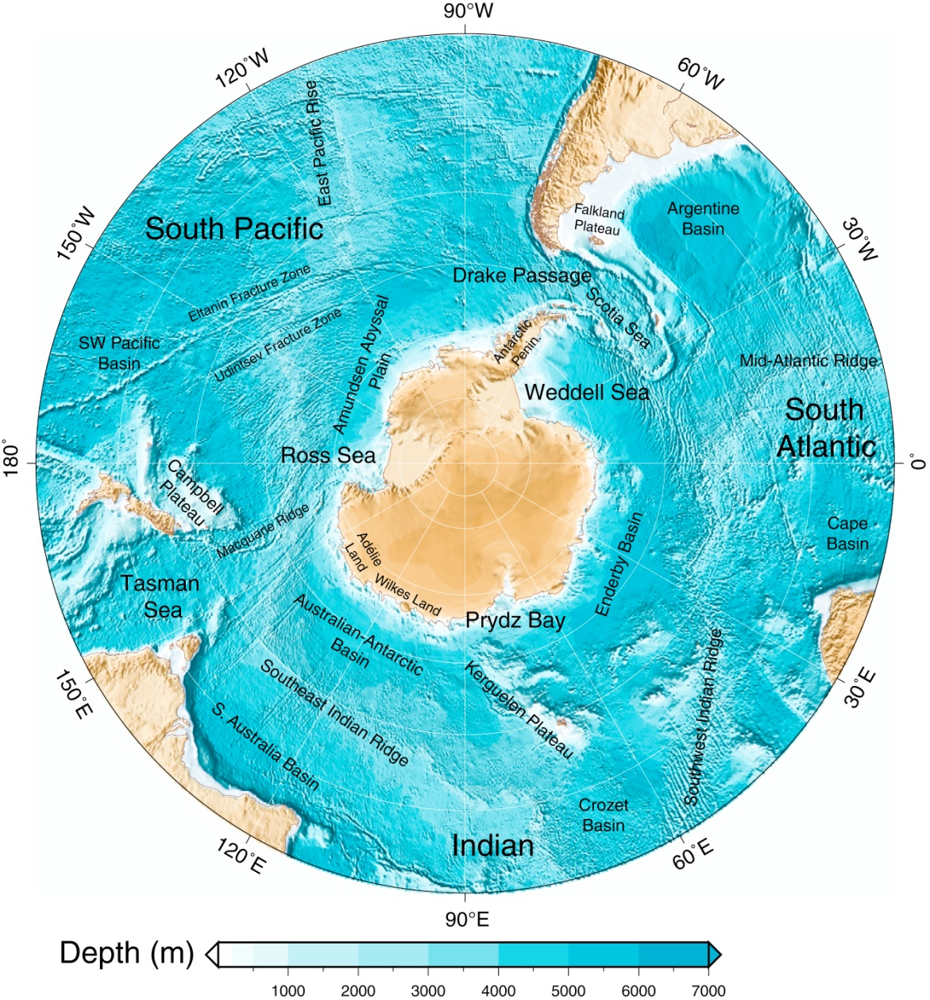 90°W
120°W
60°W
East Pacific Rise
150°W
South Pacific
Falkland
Plateau
Argentine
Basin
30°W
Drake Passage
Eltanin Fracture Zone
Scotia Sea
Udintsev Fracture Zone
Amundsen Abyssal
Plain
Antarctic
Penin.
SW Pacific
Basin
Mid-Atlantic Ridge
Weddell Sea
South
Atlantic
180°
Ross Sea
0°
Campbell
Plateau
Macquarie Ridge
Cape
Basin
Adélie
Land
Wilkes Land
Enderby Basin
Tasman
Sea
Prydz Bay
Australian-Antarctic
Basin
150°E
Southeast Indian Ridge
Kerguelen Plateau
Southwest Indian Ridge
30°E
S. Australia Basin
Crozet
Basin
Indian
120°E
60°E
90°E
Depth (m)
1000 2000 3000 4000 5000 6000 7000